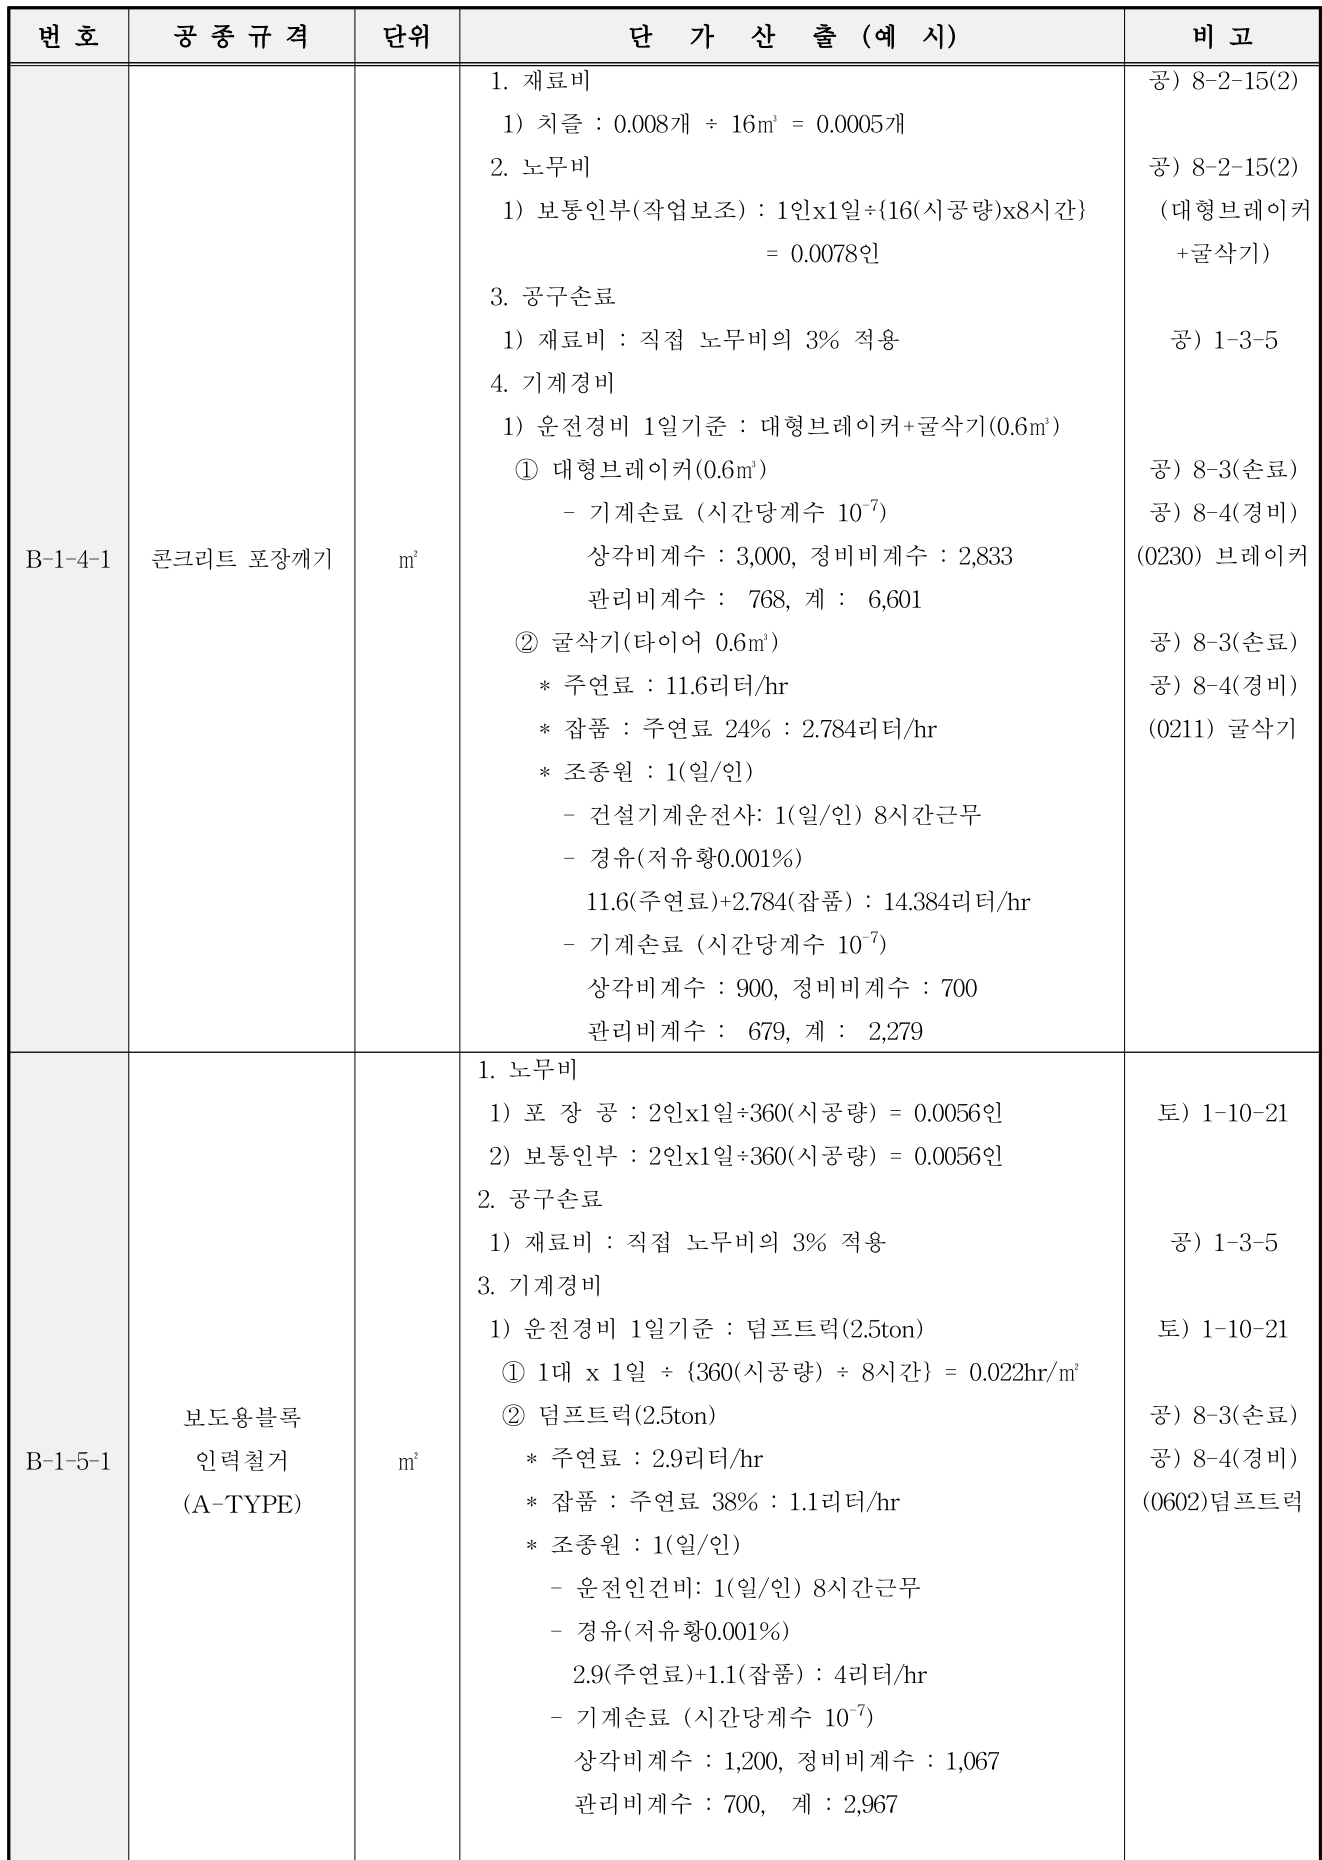 번 호 공 종 규 격 단위 단 가 산 출 (예 시) 비 고
1. 재료비 공) 8-2-15(2)
1) 치즐 : 0.008개 ÷ 16㎥ = 0.0005개
2. 노무비 공) 8-2-15(2)
1) 보통인부(작업보조) : 1인x1일÷{16(시공량)x8시간} (대형브레이커
= 0.0078인 +굴삭기)
3. 공구손료
1) 재료비 : 직접 노무비의 3% 적용 공) 1-3-5
4. 기계경비
1) 운전경비 1일기준 : 대형브레이커+굴삭기(0.6㎥)
① 대형브레이커(0.6㎥) 공) 8-3(손료)
- 기계손료 (시간당계수 10⁻⁷) 공) 8-4(경비)
B-1-4-1 콘크리트 포장깨기 ㎡ 상각비계수 : 3,000, 정비비계수 : 2,833 (0230) 브레이커
관리비계수 : 768, 계 : 6,601
② 굴삭기(타이어 0.6㎥) 공) 8-3(손료)
* 주연료 : 11.6리터/hr 공) 8-4(경비)
* 잡품 : 주연료 24% : 2.784리터/hr (0211) 굴삭기
* 조종원 : 1(일/인)
- 건설기계운전사: 1(일/인) 8시간근무
- 경유(저유황0.001%)
11.6(주연료)+2.784(잡품) : 14.384리터/hr
- 기계손료 (시간당계수 10⁻⁷)
상각비계수 : 900, 정비비계수 : 700
관리비계수 : 679, 계 : 2,279
1. 노무비
1) 포 장 공 : 2인x1일÷360(시공량) = 0.0056인 토) 1-10-21
2) 보통인부 : 2인x1일÷360(시공량) = 0.0056인
2. 공구손료
1) 재료비 : 직접 노무비의 3% 적용 공) 1-3-5
3. 기계경비
1) 운전경비 1일기준 : 덤프트럭(2.5ton) 토) 1-10-21
① 1대 x 1일 ÷ {360(시공량) ÷ 8시간} = 0.022hr/㎡
보도용블록 ② 덤프트럭(2.5ton) 공) 8-3(손료)
B-1-5-1 인력철거 ㎡ * 주연료 : 2.9리터/hr 공) 8-4(경비)
(A-TYPE) * 잡품 : 주연료 38% : 1.1리터/hr (0602)덤프트럭
* 조종원 : 1(일/인)
- 운전인건비: 1(일/인) 8시간근무
- 경유(저유황0.001%)
2.9(주연료)+1.1(잡품) : 4리터/hr
- 기계손료 (시간당계수 10⁻⁷)
상각비계수 : 1,200, 정비비계수 : 1,067
관리비계수 : 700, 계 : 2,967